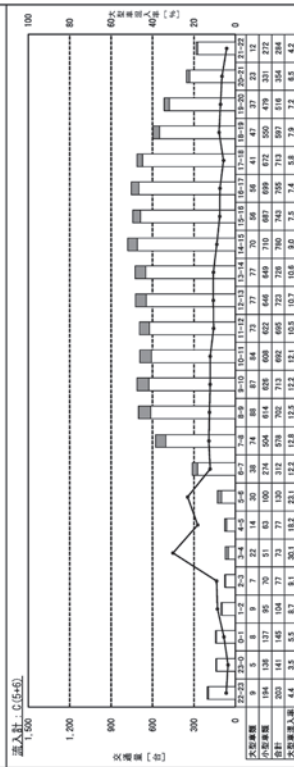 流入計：C(5+6)
交通量 [台]
1,500
1,200
900
600
300
0
大型車混入率 [%]
22-23 23-0 0-1 1-2 2-3 3-4 4-5 5-6 6-7 7-8 8-9 9-10 10-11 11-12 12-13 13-14 14-15 15-16 16-17 17-18 18-19 19-20 20-21 21-22
大型車類 9 5 8 9 7 22 14 30 38 74 88 87 84 73 77 77 70 56 56 41 47 37 23 12
小型車類 194 136 137 95 70 51 63 100 274 504 614 626 608 622 646 649 710 687 699 672 550 479 331 272
合計 203 141 145 104 77 73 77 130 312 578 702 713 692 695 723 726 780 743 755 713 597 516 354 284
大型車混入率 4.4 3.5 5.5 8.7 9.1 30.1 18.2 23.1 12.2 12.8 12.5 12.2 12.1 10.5 10.7 10.6 9.0 7.5 7.4 5.8 7.9 7.2 6.5 4.2